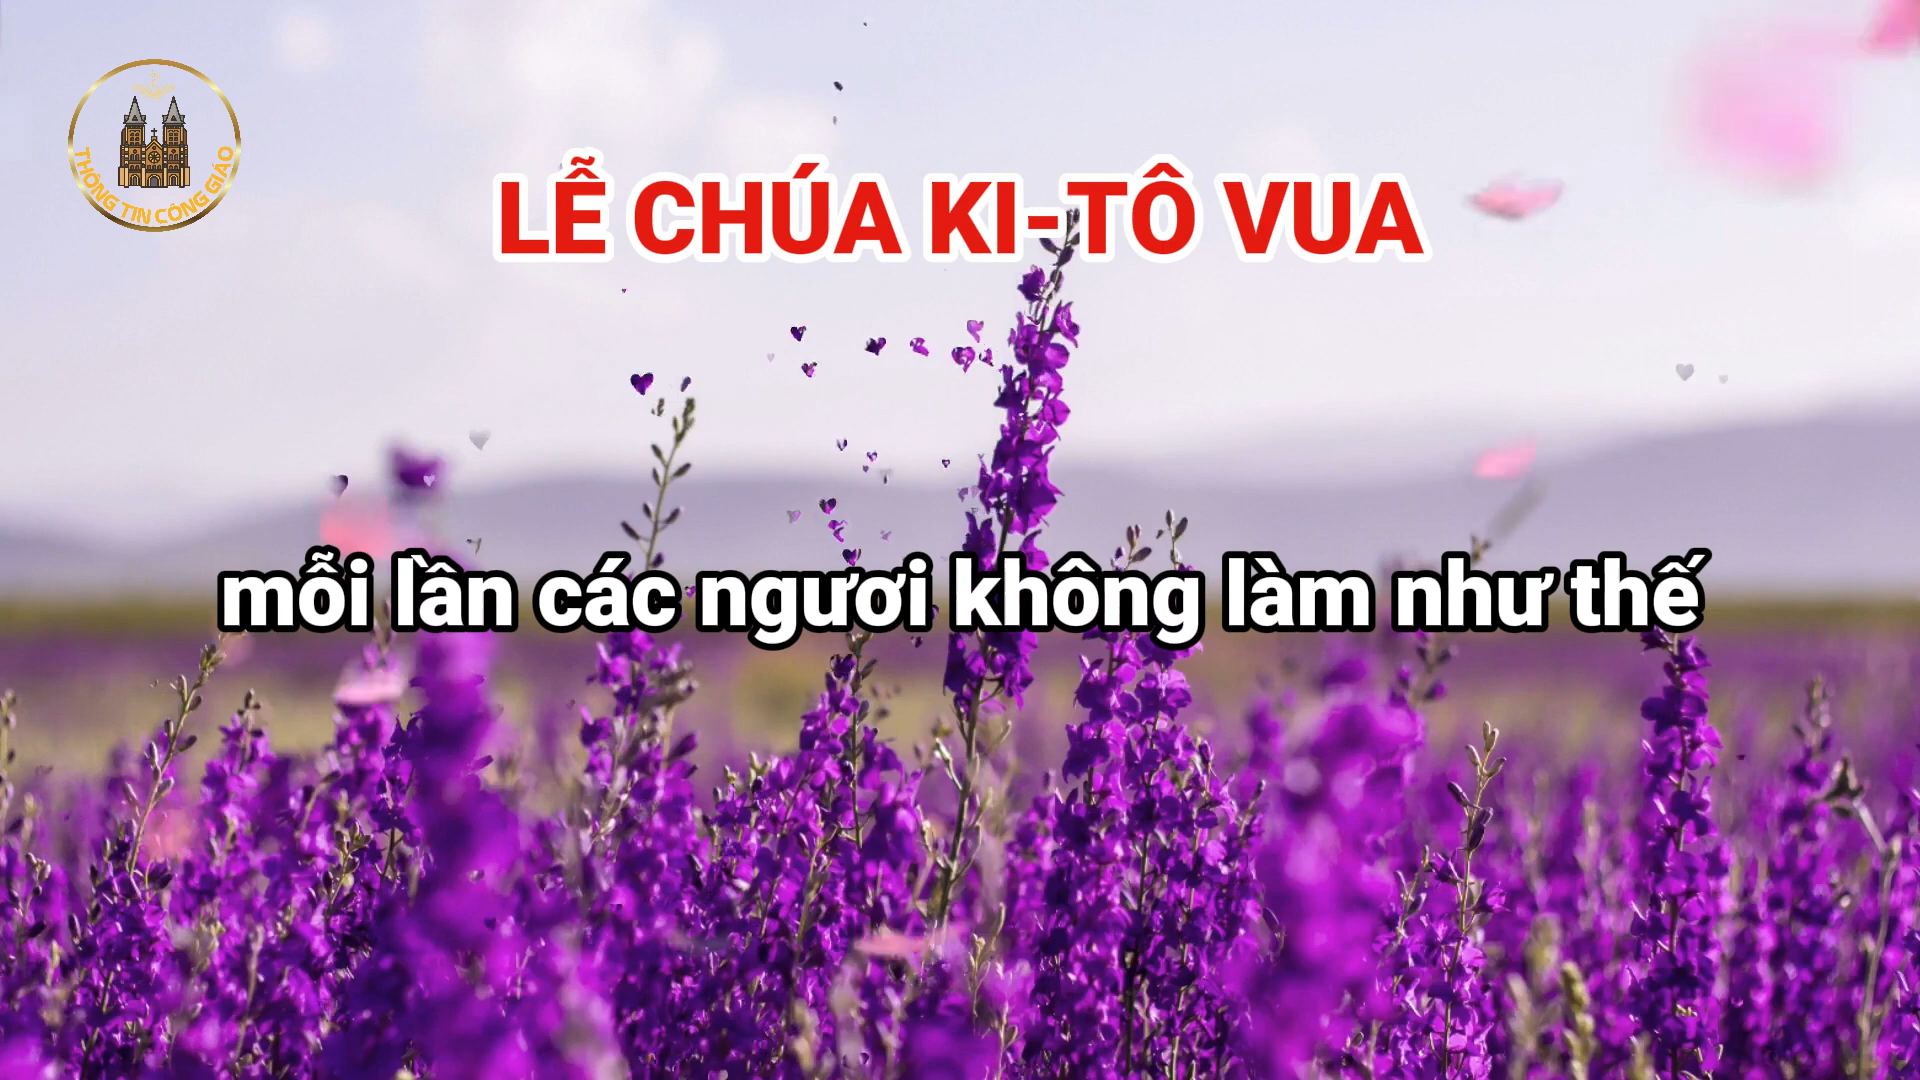 THÔNG TIN CÔNG GIÁO
LỄ CHÚA KI-TÔ VUA
mỗi lần các ngươi không làm như thế